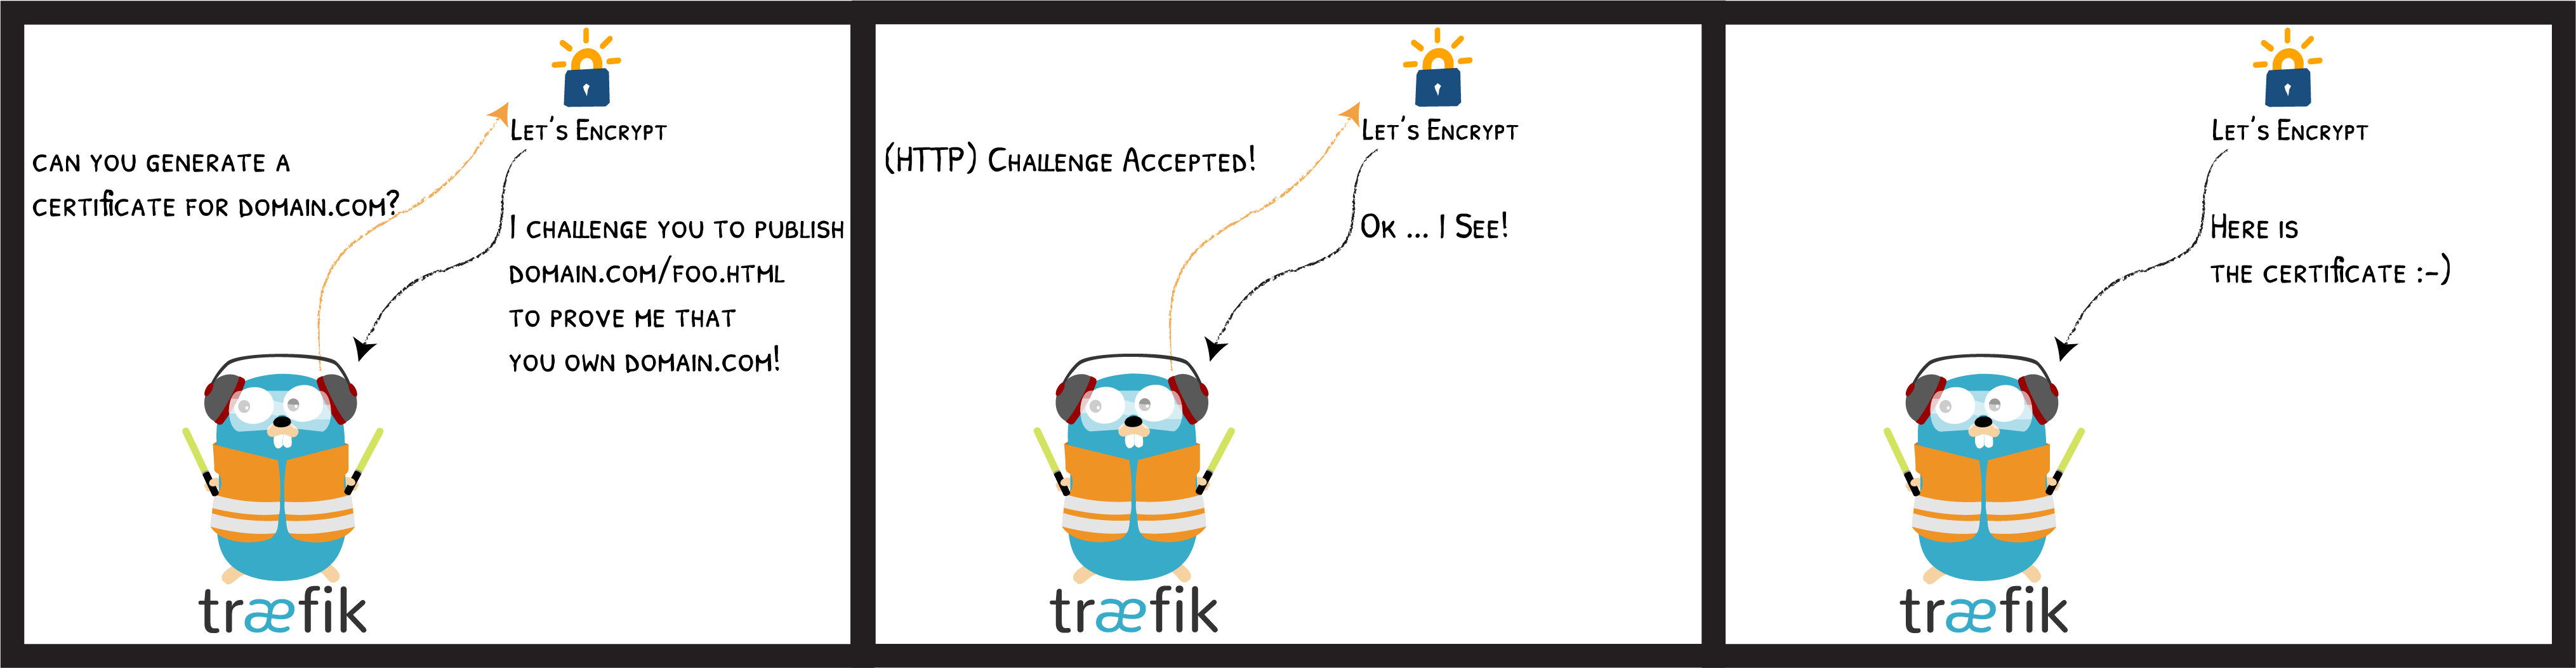 Let's Encrypt
can you generate a
certificate for domain.com?
I challenge you to publish
domain.com/foo.html
to prove me that
you own domain.com!
træfik
Let's Encrypt
(HTTP) Challenge Accepted!
Ok ... I See!
træfik
Let's Encrypt
Here is
the certificate :-)
træfik